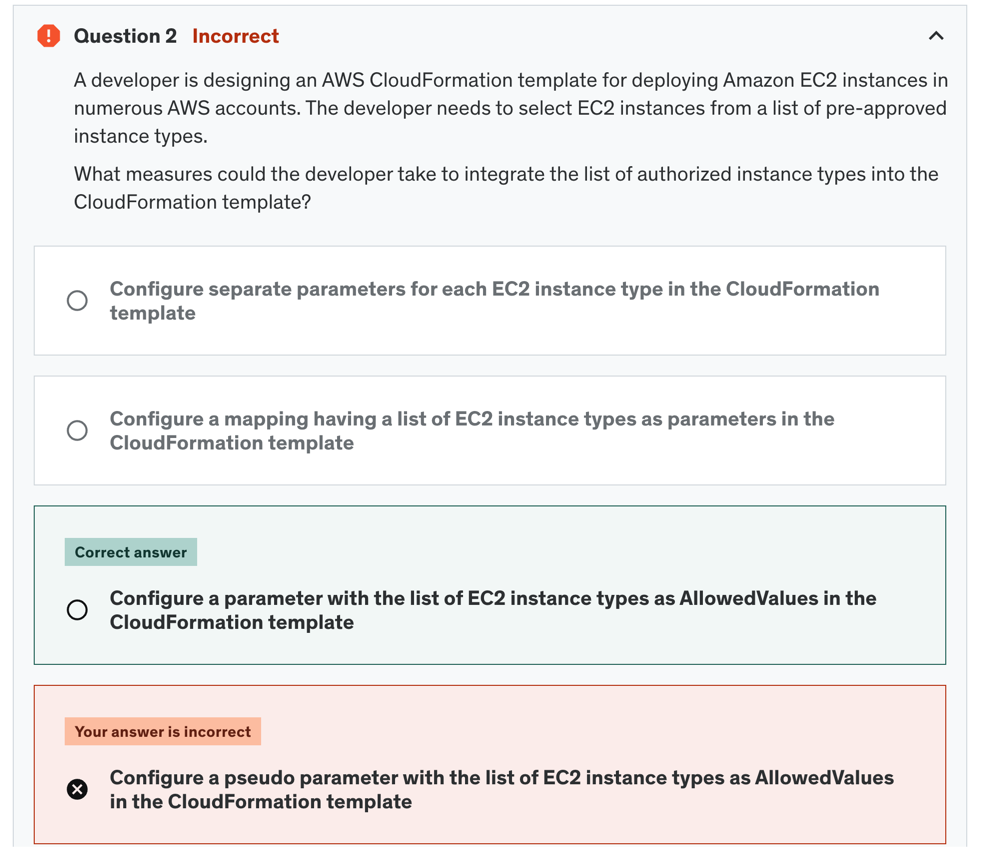 Question 2 Incorrect
A developer is designing an AWS CloudFormation template for deploying Amazon EC2 instances in
numerous AWS accounts. The developer needs to select EC2 instances from a list of pre-approved
instance types.
What measures could the developer take to integrate the list of authorized instance types into the
CloudFormation template?
Configure separate parameters for each EC2 instance type in the CloudFormation
template
Configure a mapping having a list of EC2 instance types as parameters in the
CloudFormation template
Correct answer
Configure a parameter with the list of EC2 instance types as AllowedValues in the
CloudFormation template
Your answer is incorrect
Configure a pseudo parameter with the list of EC2 instance types as AllowedValues
in the CloudFormation template